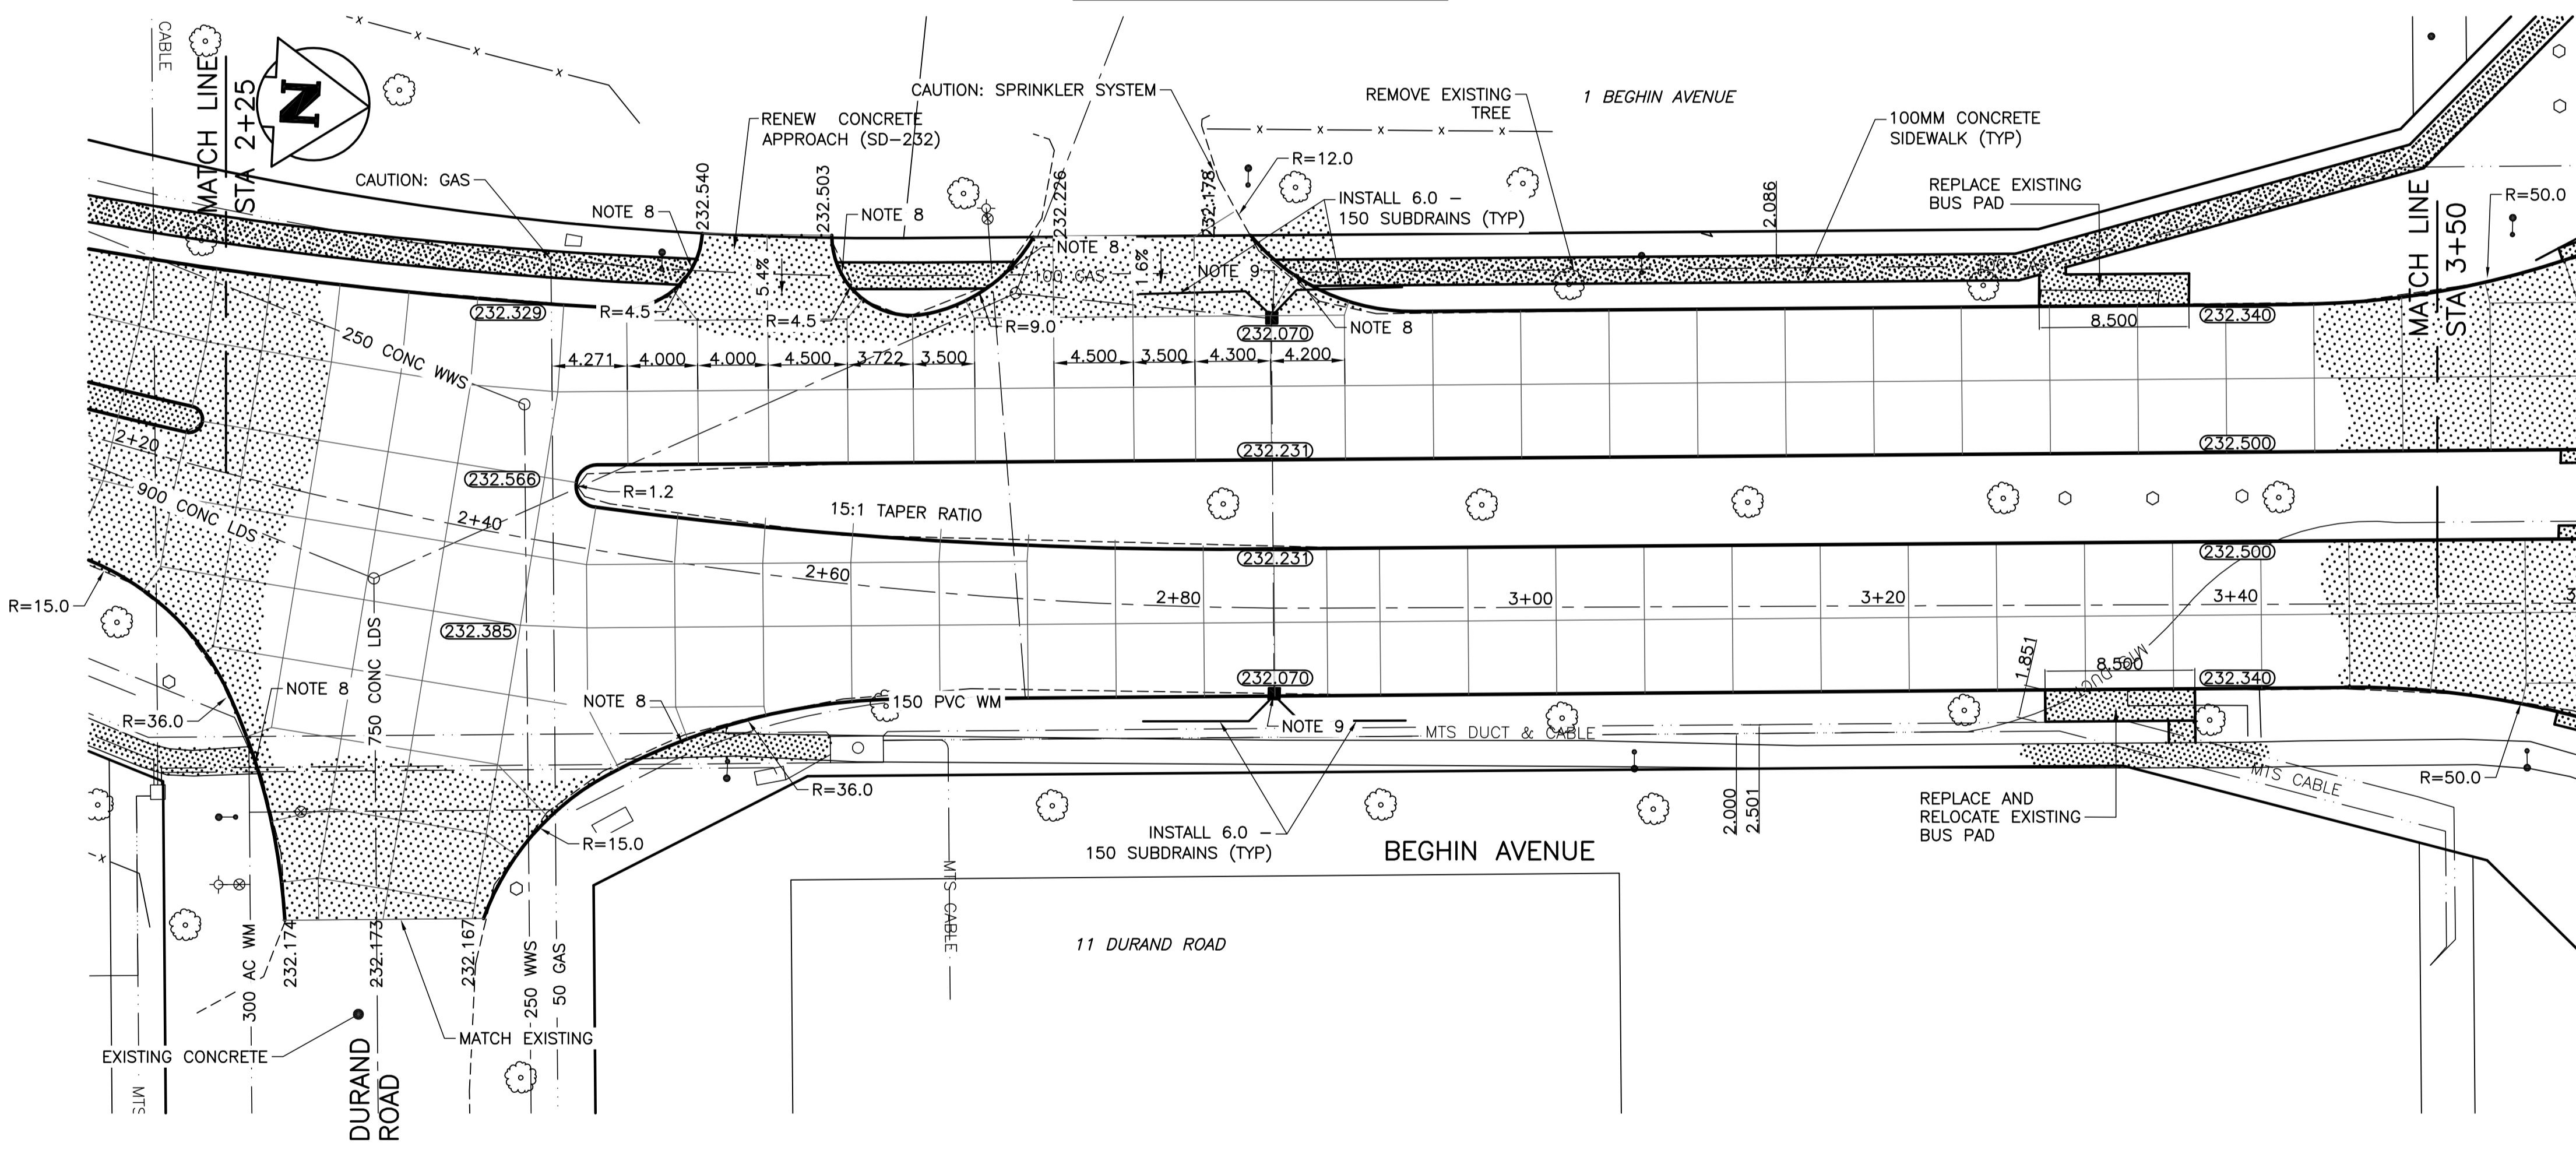 CABLE
MATCH LINE
STA 2+25
N
CAUTION: GAS
NOTE 8
232.540
RENEW CONCRETE
APPROACH (SD-232)
232.503
NOTE 8
CAUTION: SPRINKLER SYSTEM
232.226
NOTE 8
232.178
R=12.0
REMOVE EXISTING
TREE
1 BEGHIN AVENUE
INSTALL 6.0 -
150 SUBDRAINS (TYP)
100MM CONCRETE
SIDEWALK (TYP)
2.086
REPLACE EXISTING
BUS PAD
MATCH LINE
STA 3+50
R=50.0
5.4%
1.6%
100 GAS
NOTE 9
NOTE 8
R=4.5
R=4.5
R=9.0
232.329
232.070
8.500
232.340
4.271
4.000
4.000
4.500
3.722
3.500
4.500
3.500
4.300
4.200
250 CONC WWS
2+20
900 CONC LDS
232.566
R=1.2
2+40
15:1 TAPER RATIO
232.231
232.500
232.231
232.500
2+60
2+80
3+00
3+20
3+40
3
R=15.0
232.385
750 CONC LDS
NOTE 8
R=36.0
NOTE 8
150 PVC WM
232.070
NOTE 9
MTS DUCT & CABLE
1.851
8.500
MTS DUCT
232.340
R=36.0
R=15.0
INSTALL 6.0 -
150 SUBDRAINS (TYP)
2.000
2.501
BEGHIN AVENUE
REPLACE AND
RELOCATE EXISTING
BUS PAD
MTS CABLE
R=50.0
MTS CABLE
11 DURAND ROAD
300 AC WM
232.174
232.173
232.167
250 WWS
50 GAS
MATCH EXISTING
EXISTING CONCRETE
DURAND
ROAD
MTS